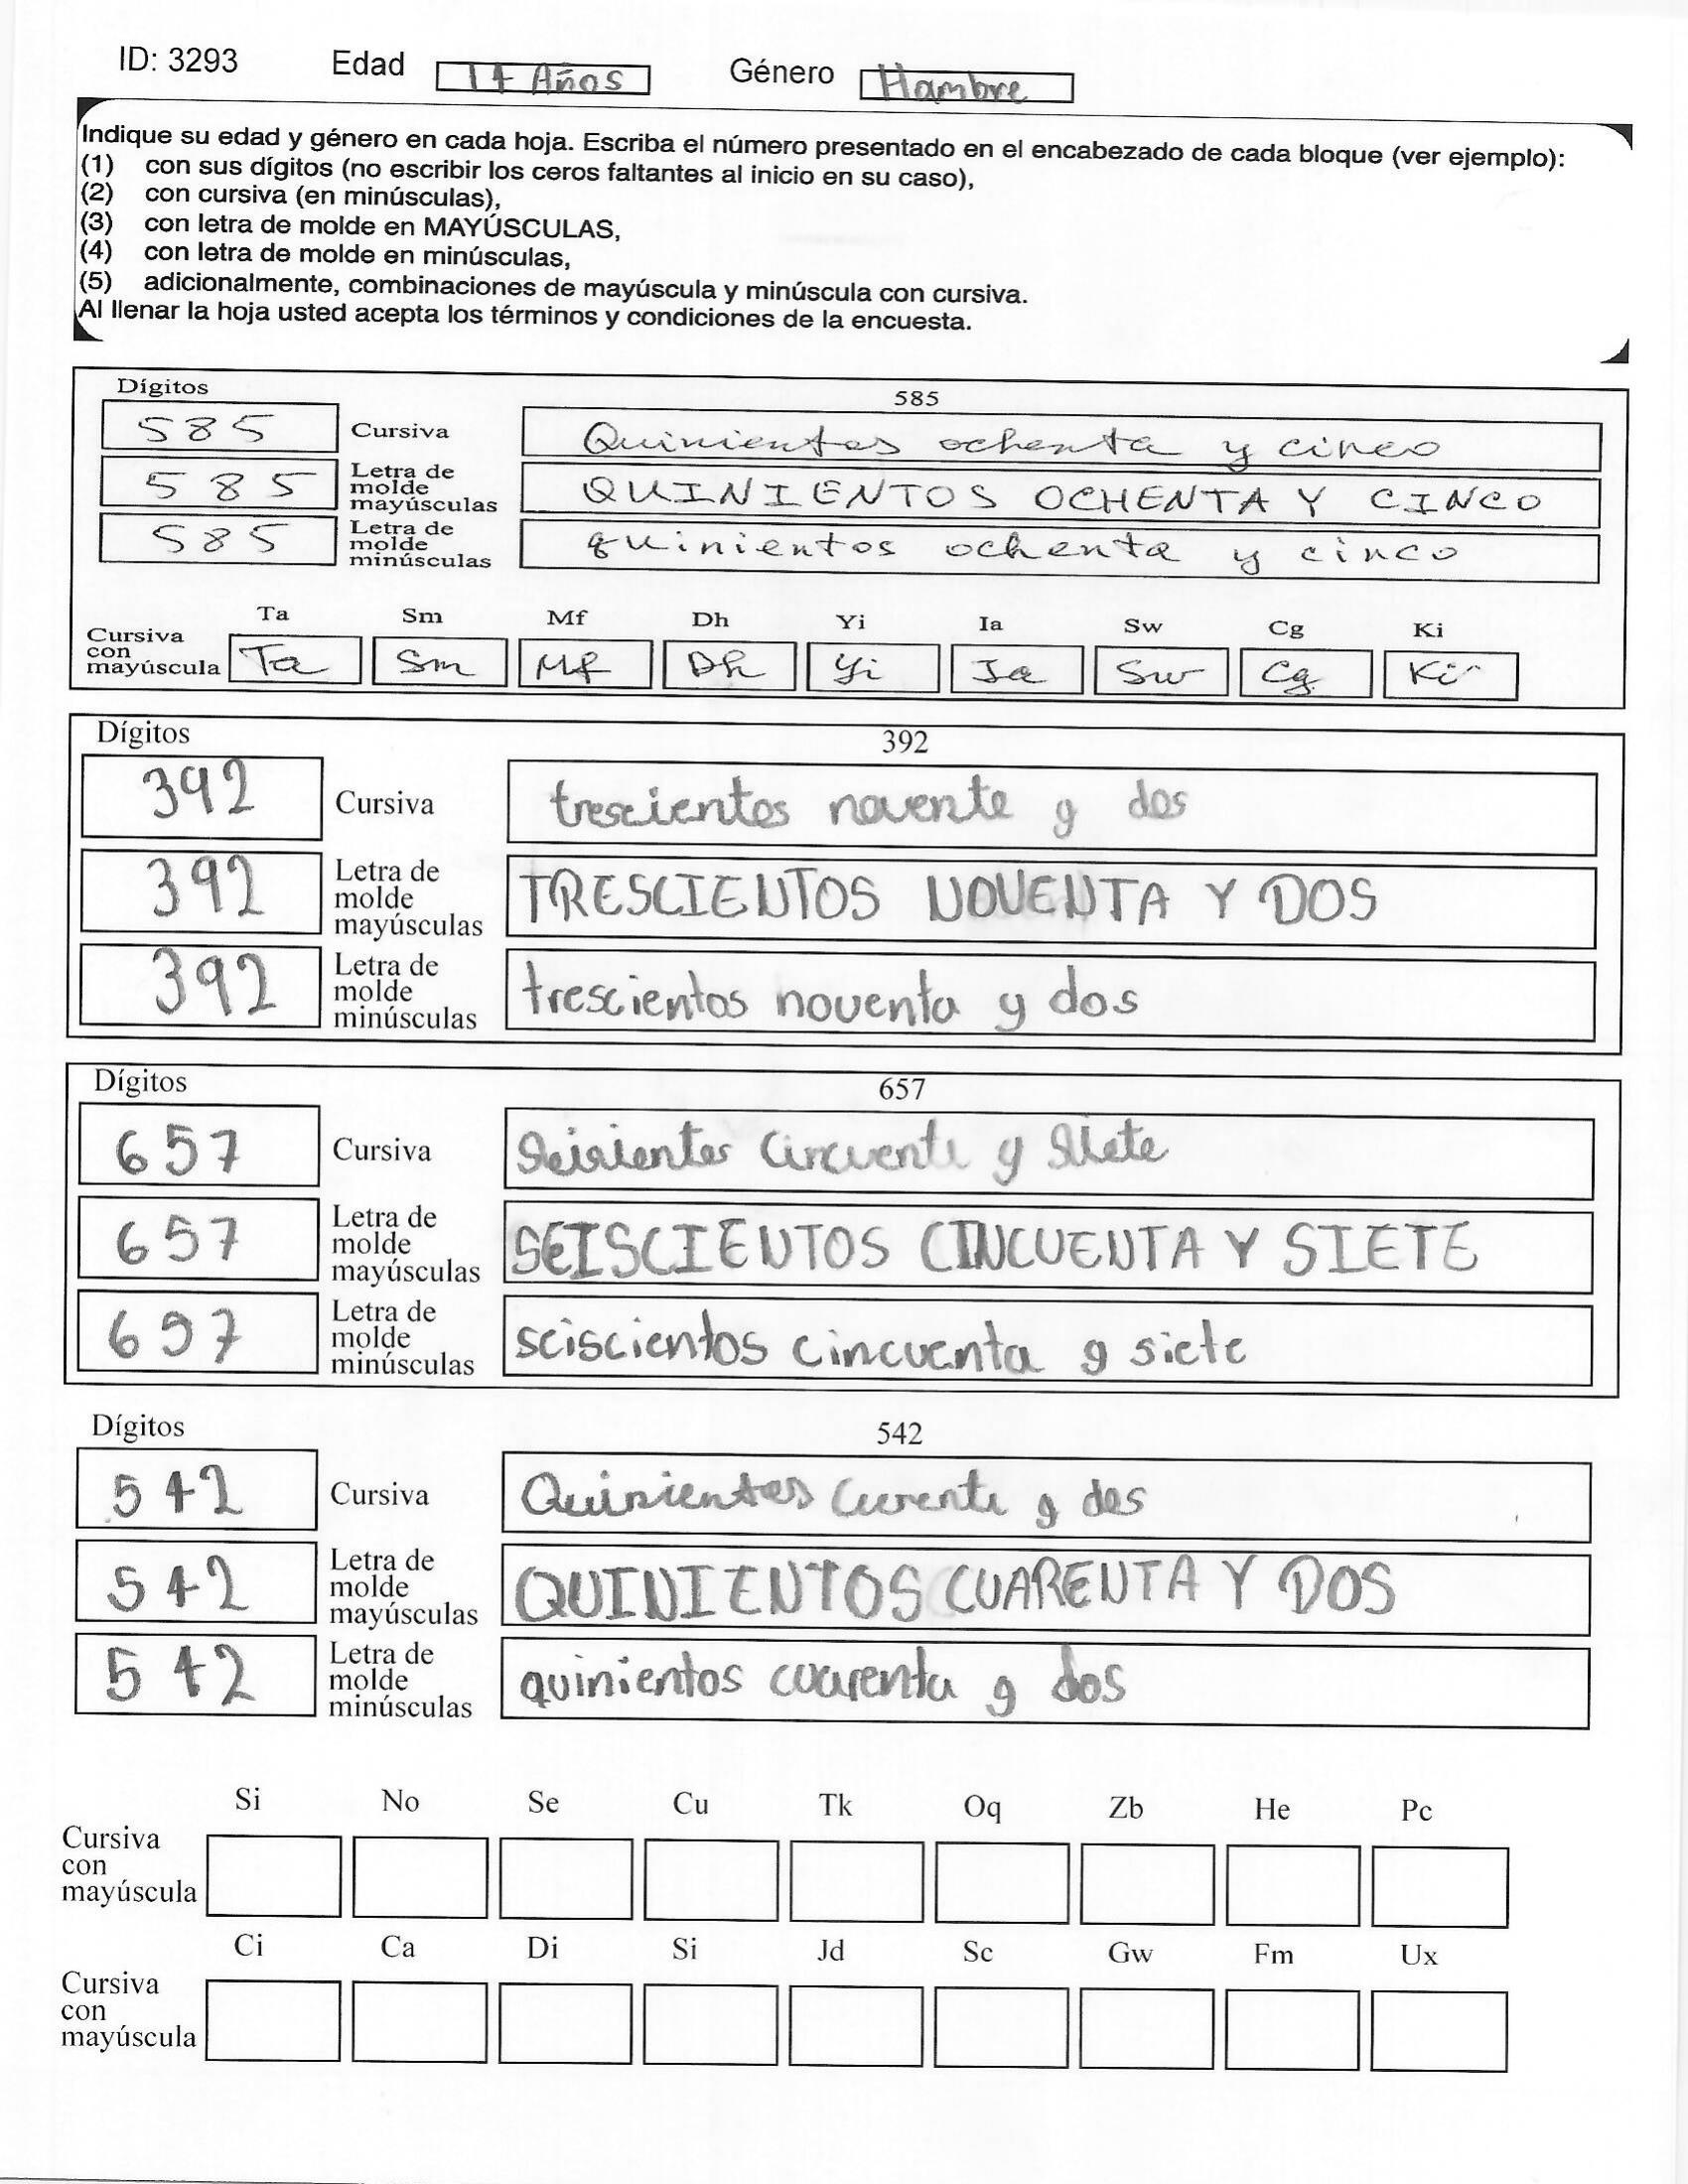 ID: 3293 Edad 17 Años Género Hombre
Indique su edad y género en cada hoja. Escriba el número presentado en el encabezado de cada bloque (ver ejemplo):
(1) con sus dígitos (no escribir los ceros faltantes al inicio en su caso),
(2) con cursiva (en minúsculas),
(3) con letra de molde en MAYÚSCULAS,
(4) con letra de molde en minúsculas,
(5) adicionalmente, combinaciones de mayúscula y minúscula con cursiva.
Al llenar la hoja usted acepta los términos y condiciones de la encuesta.
Dígitos 585
585 Cursiva Quinientos ochenta y cinco
585 Letra de molde mayúsculas QUINIENTOS OCHENTA Y CINCO
585 Letra de molde minúsculas quinientos ochenta y cinco
Ta Sm Mf Dh Yi Ia Sw Cg Ki
Cursiva con mayúscula Ta Sm Mf Dh Yi Ia Sw Cg Ki
Dígitos 392
392 Cursiva trescientos noventa y dos
392 Letra de molde mayúsculas TRESCIENTOS NOVENTA Y DOS
392 Letra de molde minúsculas trescientos noventa y dos
Dígitos 657
657 Cursiva Seisientos Cincuenta y Siete
657 Letra de molde mayúsculas SEISCIENTOS CINCUENTA Y SIETE
657 Letra de molde minúsculas seiscientos cincuenta y siete
Dígitos 542
542 Cursiva Quinientos Curenta y dos
542 Letra de molde mayúsculas QUINIENTOS CUARENTA Y DOS
542 Letra de molde minúsculas quinientos cuarenta y dos
Si No Se Cu Tk Oq Zb He Pc
Cursiva con mayúscula
Ci Ca Di Si Jd Sc Gw Fm Ux
Cursiva con mayúscula